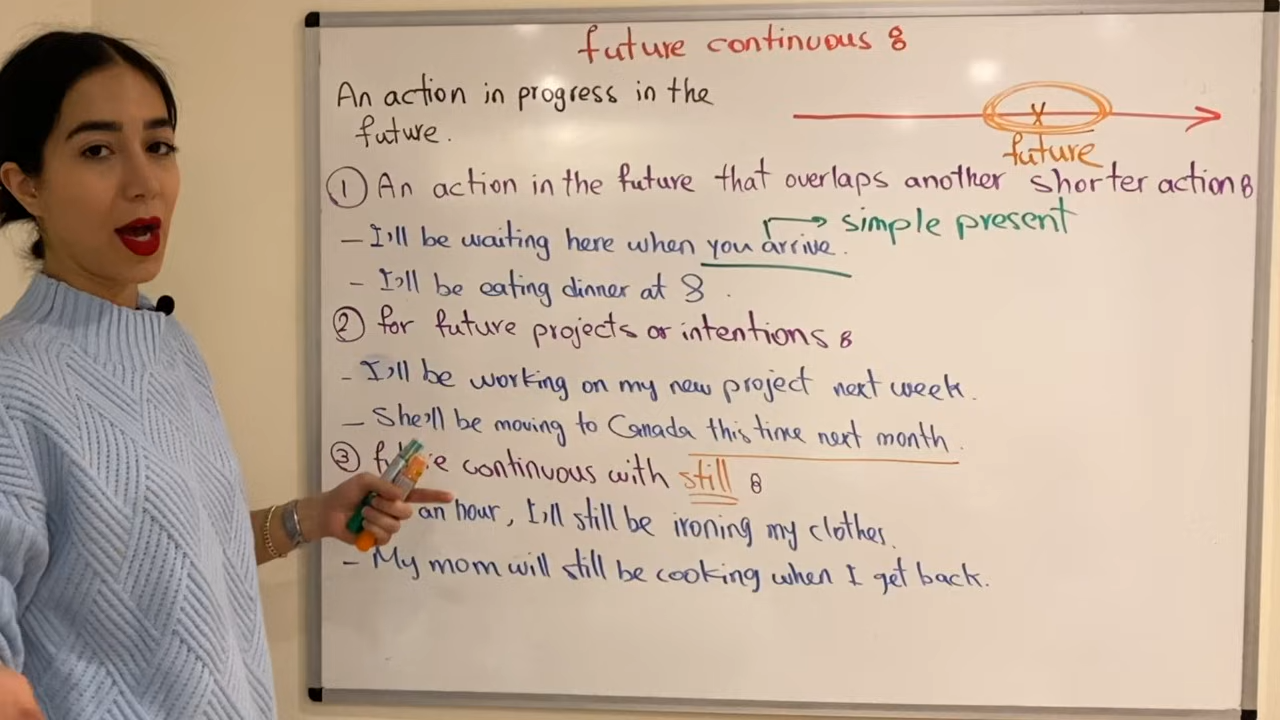 future continuous :
An action in progress in the
future.
X
future
① An action in the future that overlaps another shorter action :
- I'll be waiting here when you arrive. → simple present
- I'll be eating dinner at 8.
② for future projects or intentions :
- I'll be working on my new project next week.
- She'll be moving to Canada this time next month.
③ future continuous with still :
an hour, I'll still be ironing my clothes.
- My mom will still be cooking when I get back.